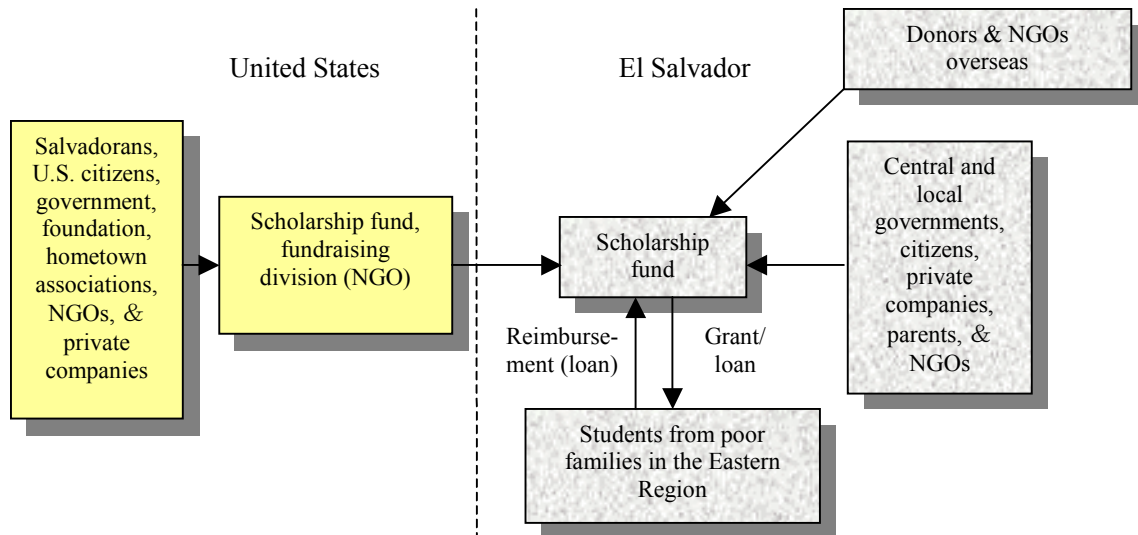 United States
El Salvador
Donors & NGOs
overseas
Salvadorans,
U.S. citizens,
government,
foundation,
hometown
associations,
NGOs, &
private
companies
Scholarship fund,
fundraising
division (NGO)
Scholarship
fund
Central and
local
governments,
citizens,
private
companies,
parents, &
NGOs
Reimburse-
ment (loan)
Grant/
loan
Students from poor
families in the Eastern
Region